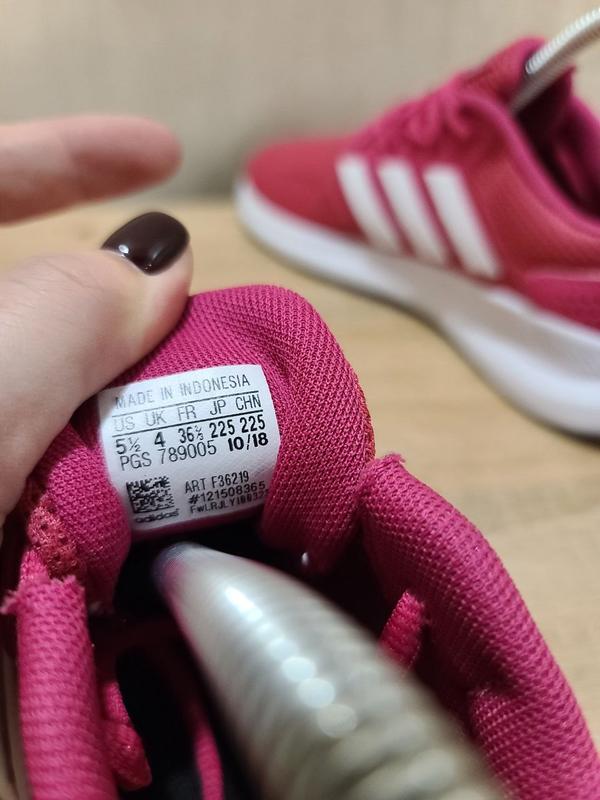 MADE IN INDONESIA
US UK FR JP CHN
5½ 4 36⅔ 225 225
PGS 789005 10/18
ART F36219
#121508365
adidas